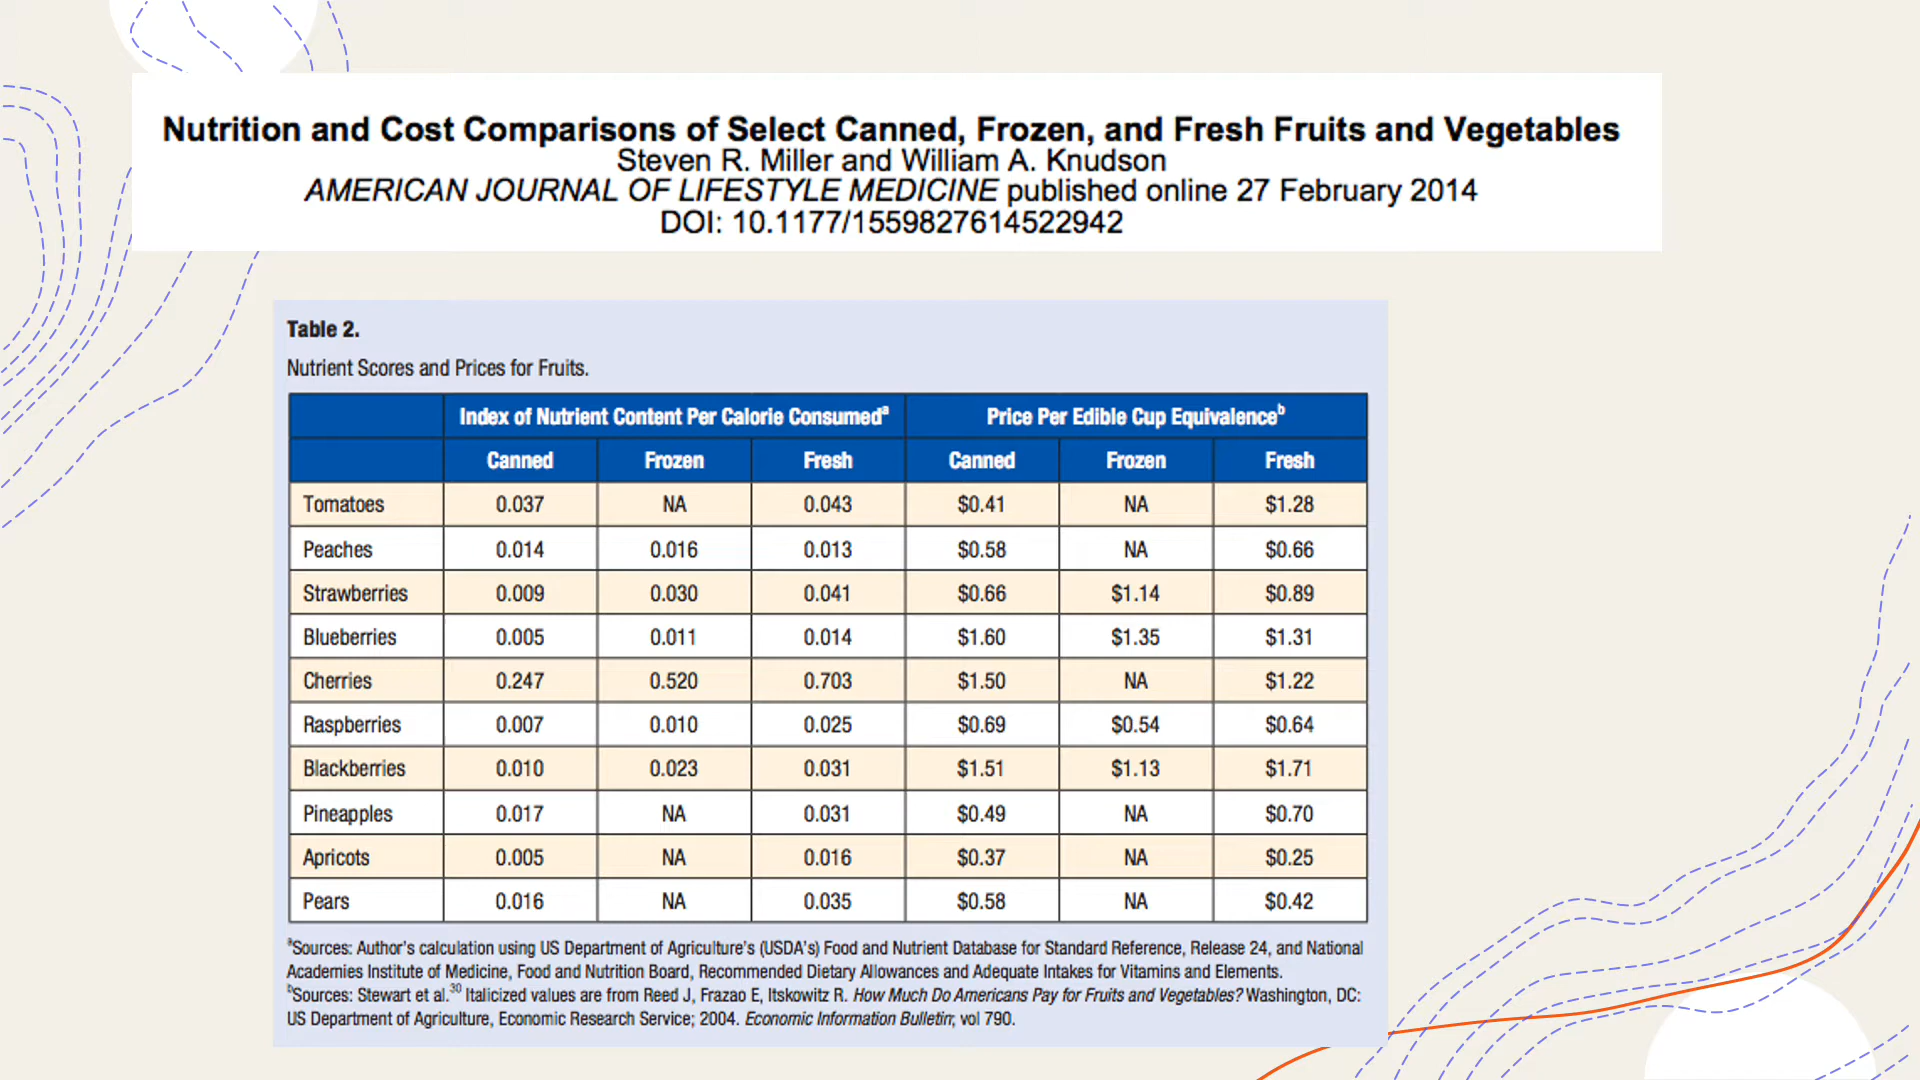 Nutrition and Cost Comparisons of Select Canned, Frozen, and Fresh Fruits and Vegetables
Steven R. Miller and William A. Knudson
AMERICAN JOURNAL OF LIFESTYLE MEDICINE published online 27 February 2014
DOI: 10.1177/1559827614522942
Table 2.
Nutrient Scores and Prices for Fruits.
Index of Nutrient Content Per Calorie Consumedᵃ Price Per Edible Cup Equivalenceᵇ
Canned Frozen Fresh Canned Frozen Fresh
Tomatoes 0.037 NA 0.043 $0.41 NA $1.28
Peaches 0.014 0.016 0.013 $0.58 NA $0.66
Strawberries 0.009 0.030 0.041 $0.66 $1.14 $0.89
Blueberries 0.005 0.011 0.014 $1.60 $1.35 $1.31
Cherries 0.247 0.520 0.703 $1.50 NA $1.22
Raspberries 0.007 0.010 0.025 $0.69 $0.54 $0.64
Blackberries 0.010 0.023 0.031 $1.51 $1.13 $1.71
Pineapples 0.017 NA 0.031 $0.49 NA $0.70
Apricots 0.005 NA 0.016 $0.37 NA $0.25
Pears 0.016 NA 0.035 $0.58 NA $0.42
ᵃSources: Author's calculation using US Department of Agriculture's (USDA's) Food and Nutrient Database for Standard Reference, Release 24, and National
Academies Institute of Medicine, Food and Nutrition Board, Recommended Dietary Allowances and Adequate Intakes for Vitamins and Elements.
ᵇSources: Stewart et al.³⁰ Italicized values are from Reed J, Frazao E, Itskowitz R. How Much Do Americans Pay for Fruits and Vegetables? Washington, DC:
US Department of Agriculture, Economic Research Service; 2004. Economic Information Bulletin; vol 790.